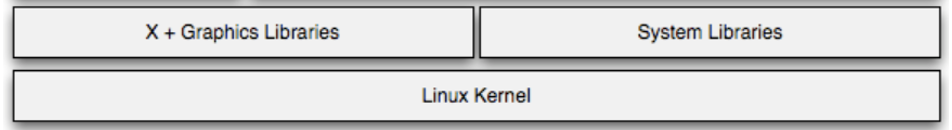 X + Graphics Libraries
System Libraries
Linux Kernel